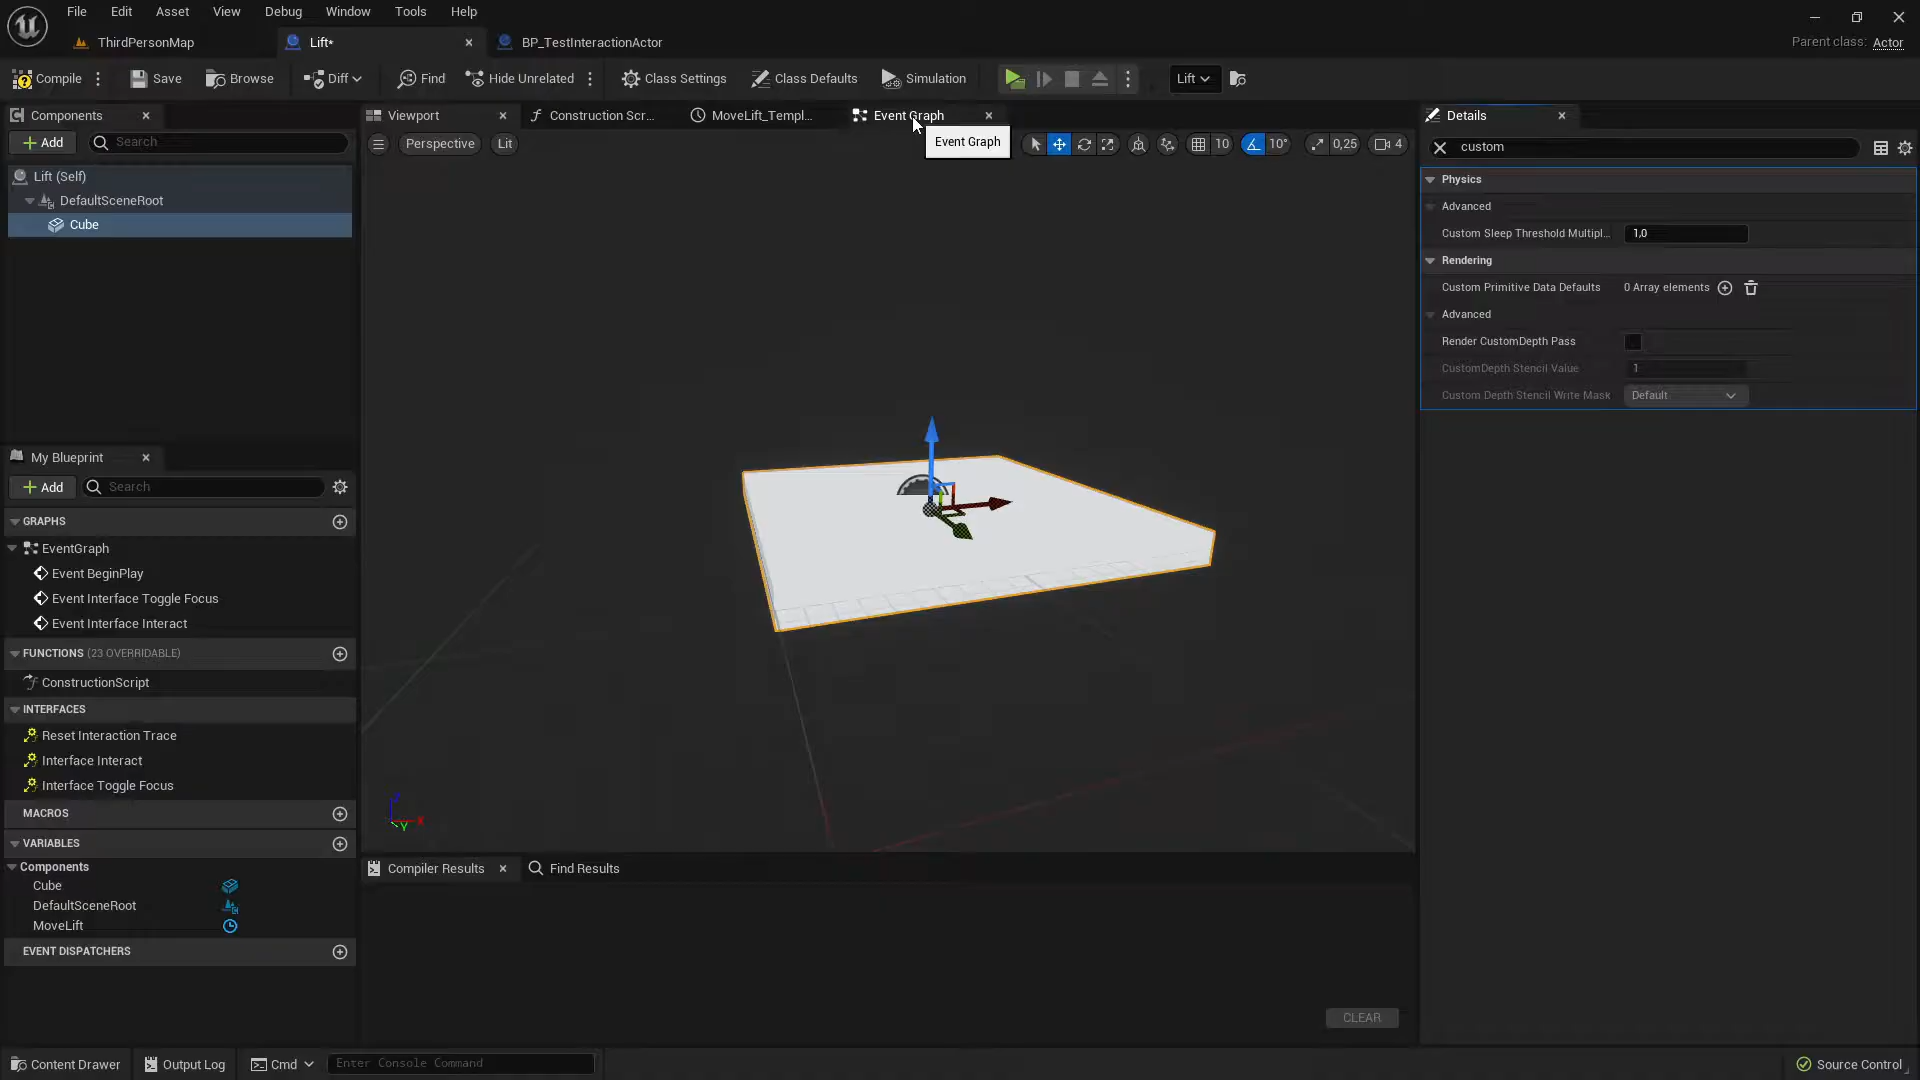 File Edit Asset View Debug Window Tools Help
ThirdPersonMap Lift* BP_TestInteractionActor Parent class: Actor
Compile Save Browse Diff Find Hide Unrelated Class Settings Class Defaults Simulation Lift
Components
Add Search
Lift (Self)
DefaultSceneRoot
Cube
Viewport Construction Scr... MoveLift_Templ... Event Graph
Perspective Lit 10 10° 0,25 4
Event Graph
Details
custom
Physics
Advanced
Custom Sleep Threshold Multipl... 1,0
Rendering
Custom Primitive Data Defaults 0 Array elements
Advanced
Render CustomDepth Pass
CustomDepth Stencil Value 1
Custom Depth Stencil Write Mask Default
My Blueprint
Add Search
GRAPHS
EventGraph
Event BeginPlay
Event Interface Toggle Focus
Event Interface Interact
FUNCTIONS (23 OVERRIDABLE)
ConstructionScript
INTERFACES
Reset Interaction Trace
Interface Interact
Interface Toggle Focus
MACROS
VARIABLES
Components
Cube
DefaultSceneRoot
MoveLift
EVENT DISPATCHERS
Z
X
Y
Compiler Results Find Results
CLEAR
Content Drawer Output Log Cmd Enter Console Command Source Control